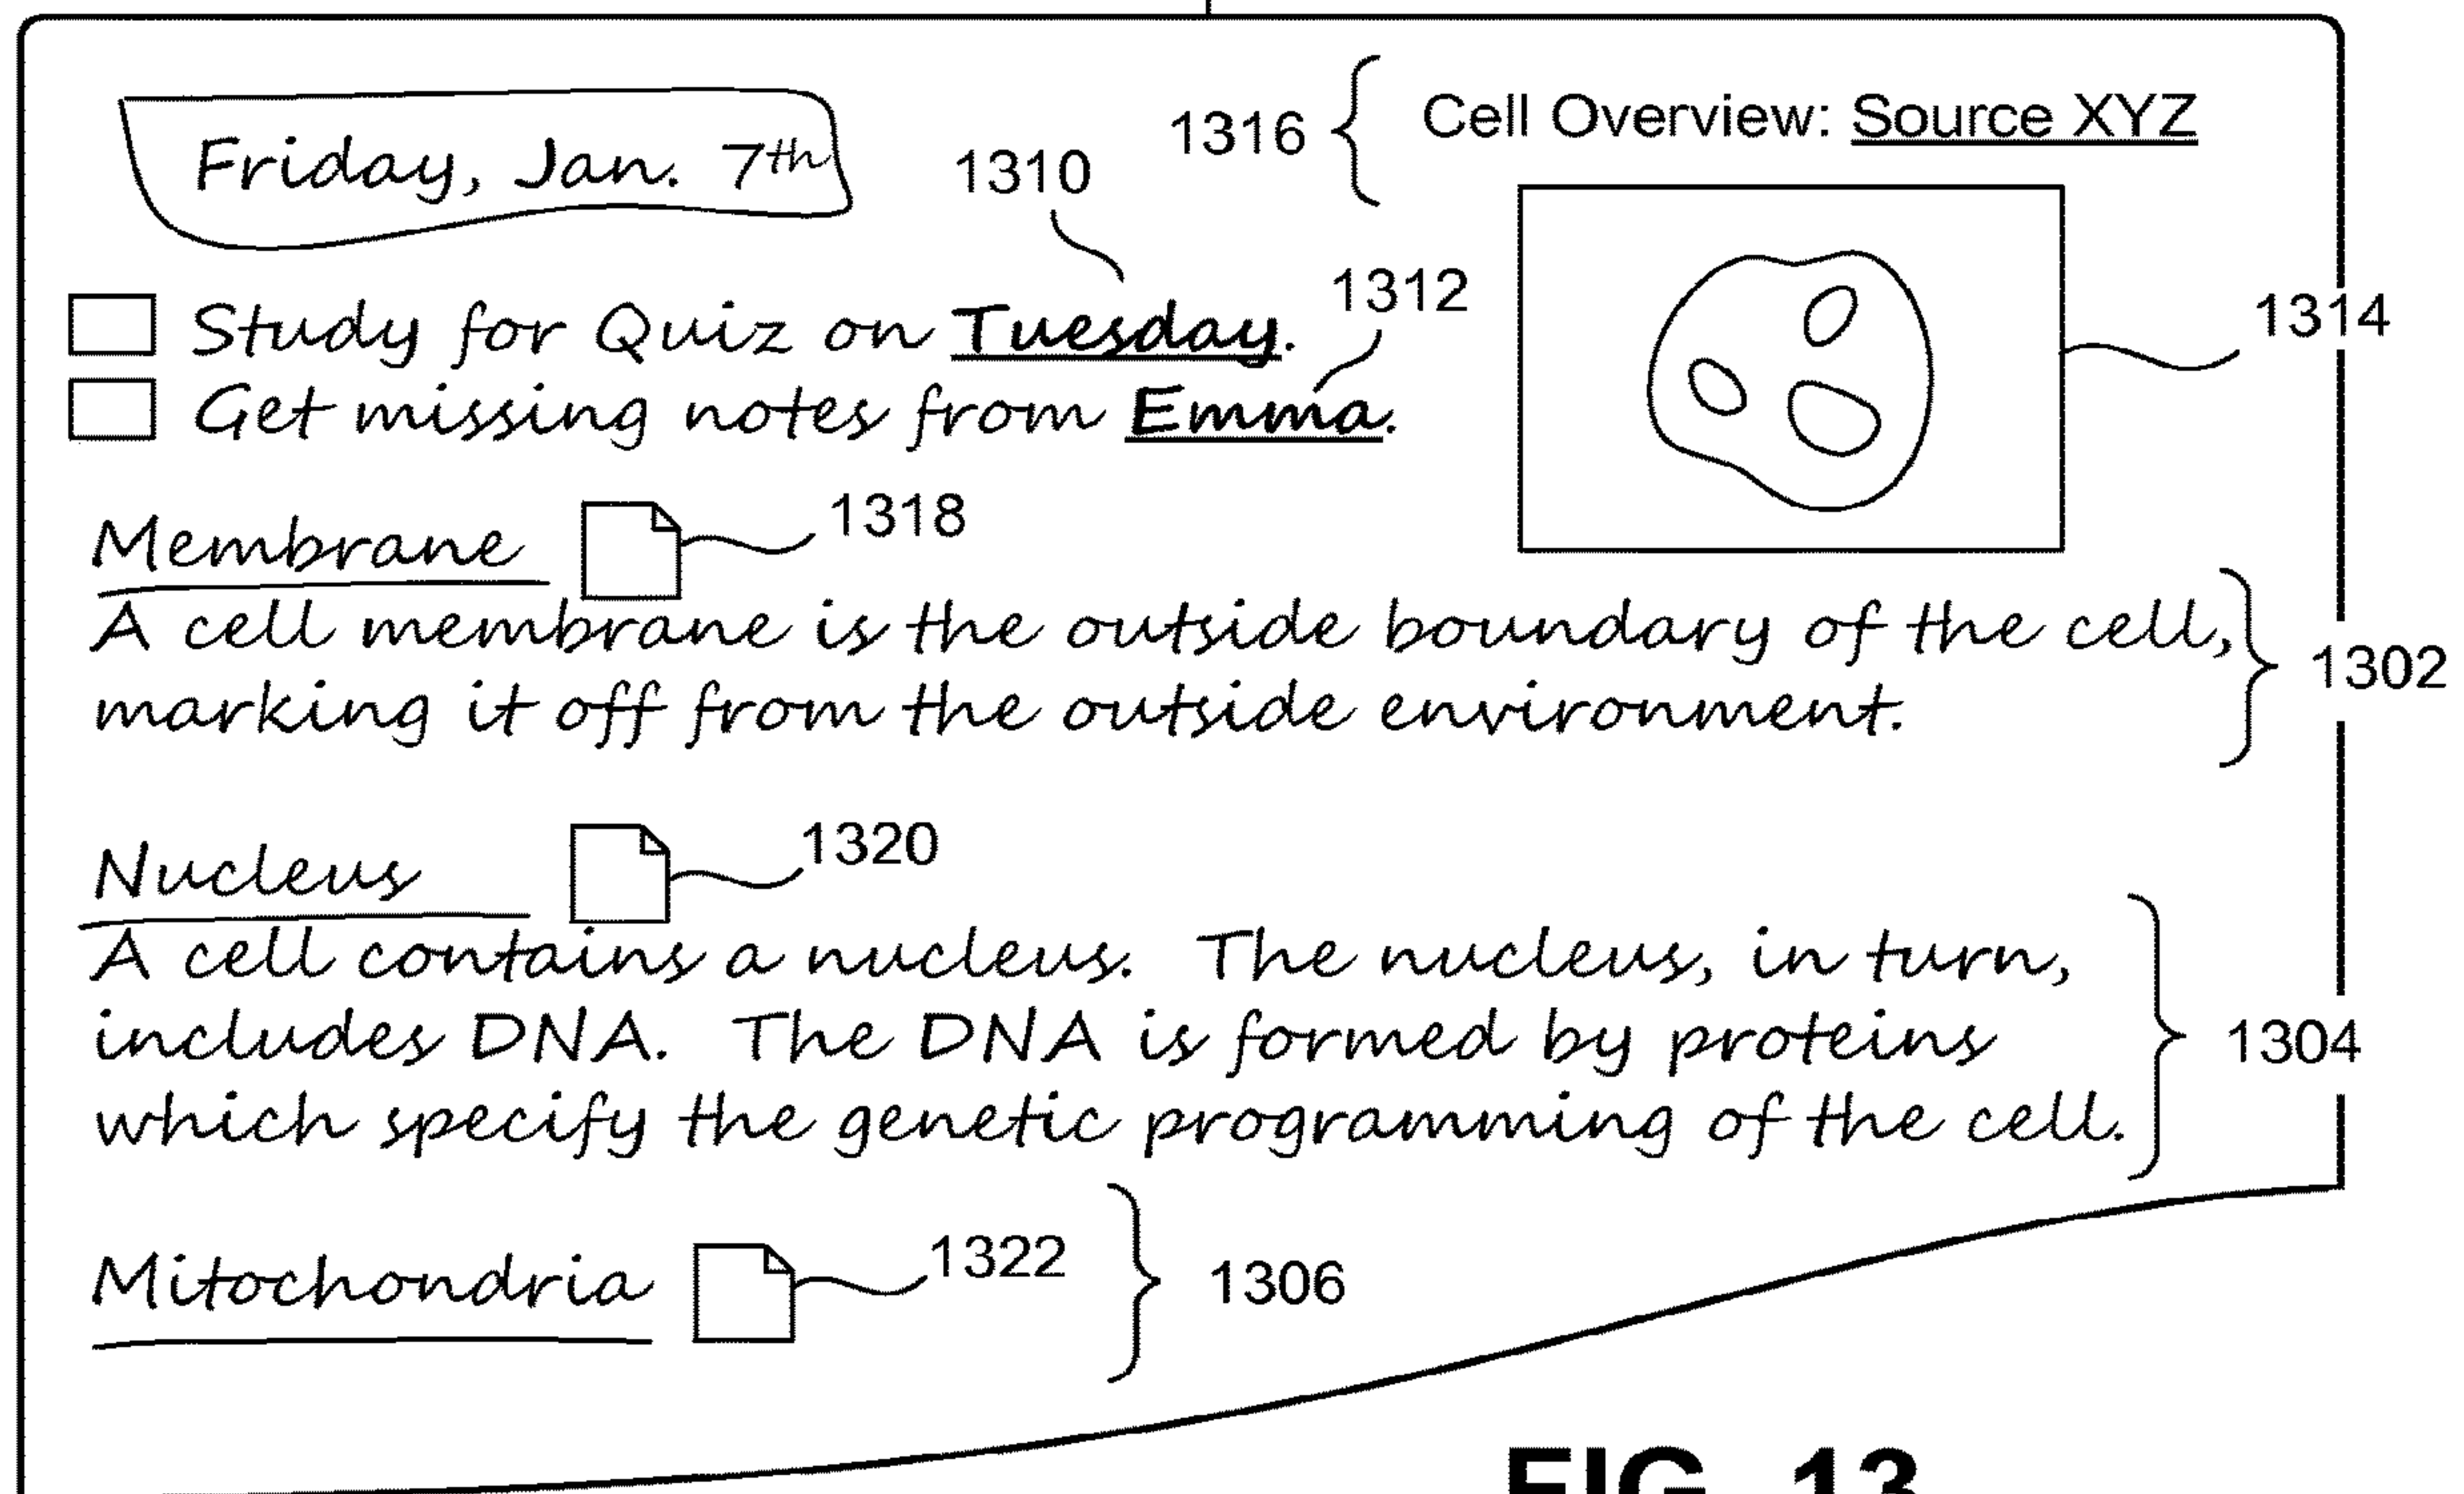 1316 Cell Overview: Source XYZ
Friday, Jan. 7th
1310
1312
1314
Study for Quiz on Tuesday.
Get missing notes from Emma.
Membrane 1318
A cell membrane is the outside boundary of the cell,
marking it off from the outside environment.
1302
Nucleus 1320
A cell contains a nucleus. The nucleus, in turn,
includes DNA. The DNA is formed by proteins
which specify the genetic programming of the cell.
1304
Mitochondria 1322
1306
FIG. 13